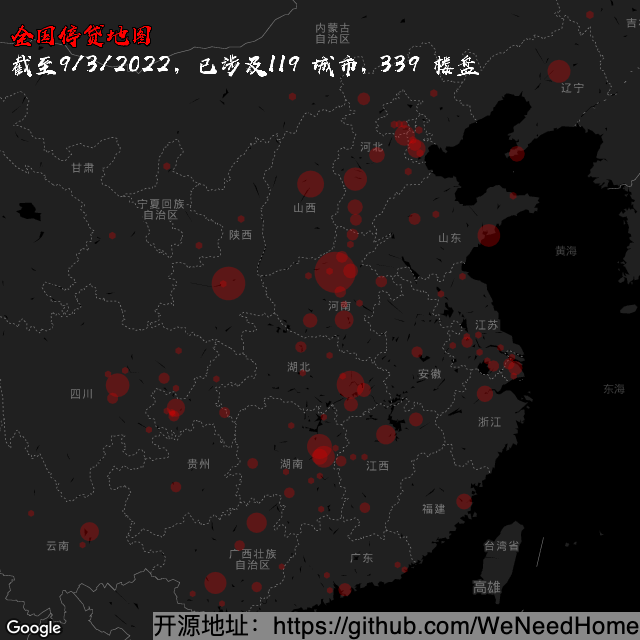 全国停贷地图
截至9/3/2022, 已涉及119 城市, 339 楼盘
内蒙古
自治区
辽宁
河北
甘肃
宁夏回族
自治区
山西
陕西
山东
黄海
河南
江苏
湖北
安徽
四川
东海
浙江
贵州
湖南
江西
福建
云南
广西壮族
自治区
广东
台湾省
高雄
Google
开源地址: https://github.com/WeNeedHome